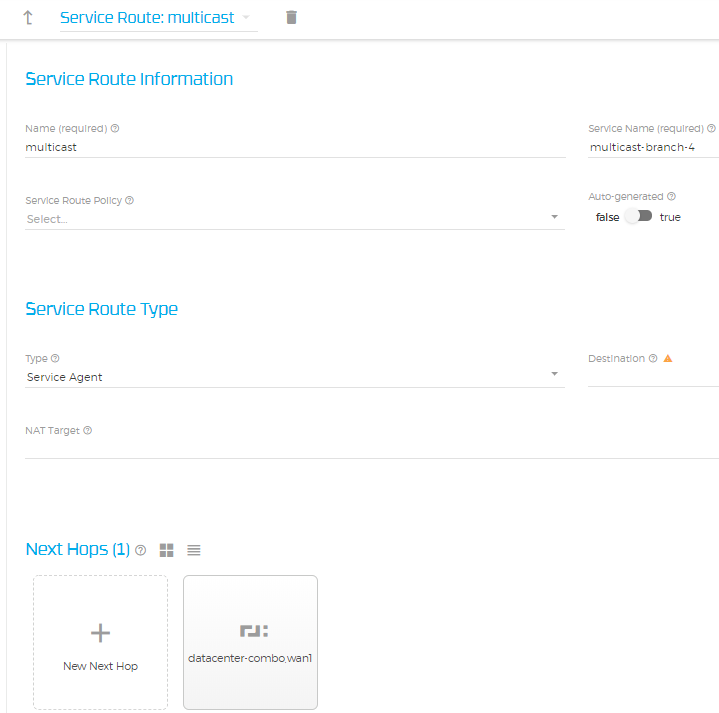 Service Route: multicast
Service Route Information
Name (required)
Service Name (required)
multicast
multicast-branch-4
Service Route Policy
Auto-generated
Select...
false true
Service Route Type
Type
Destination
Service Agent
NAT Target
Next Hops (1)
New Next Hop
datacenter-combo,wan1